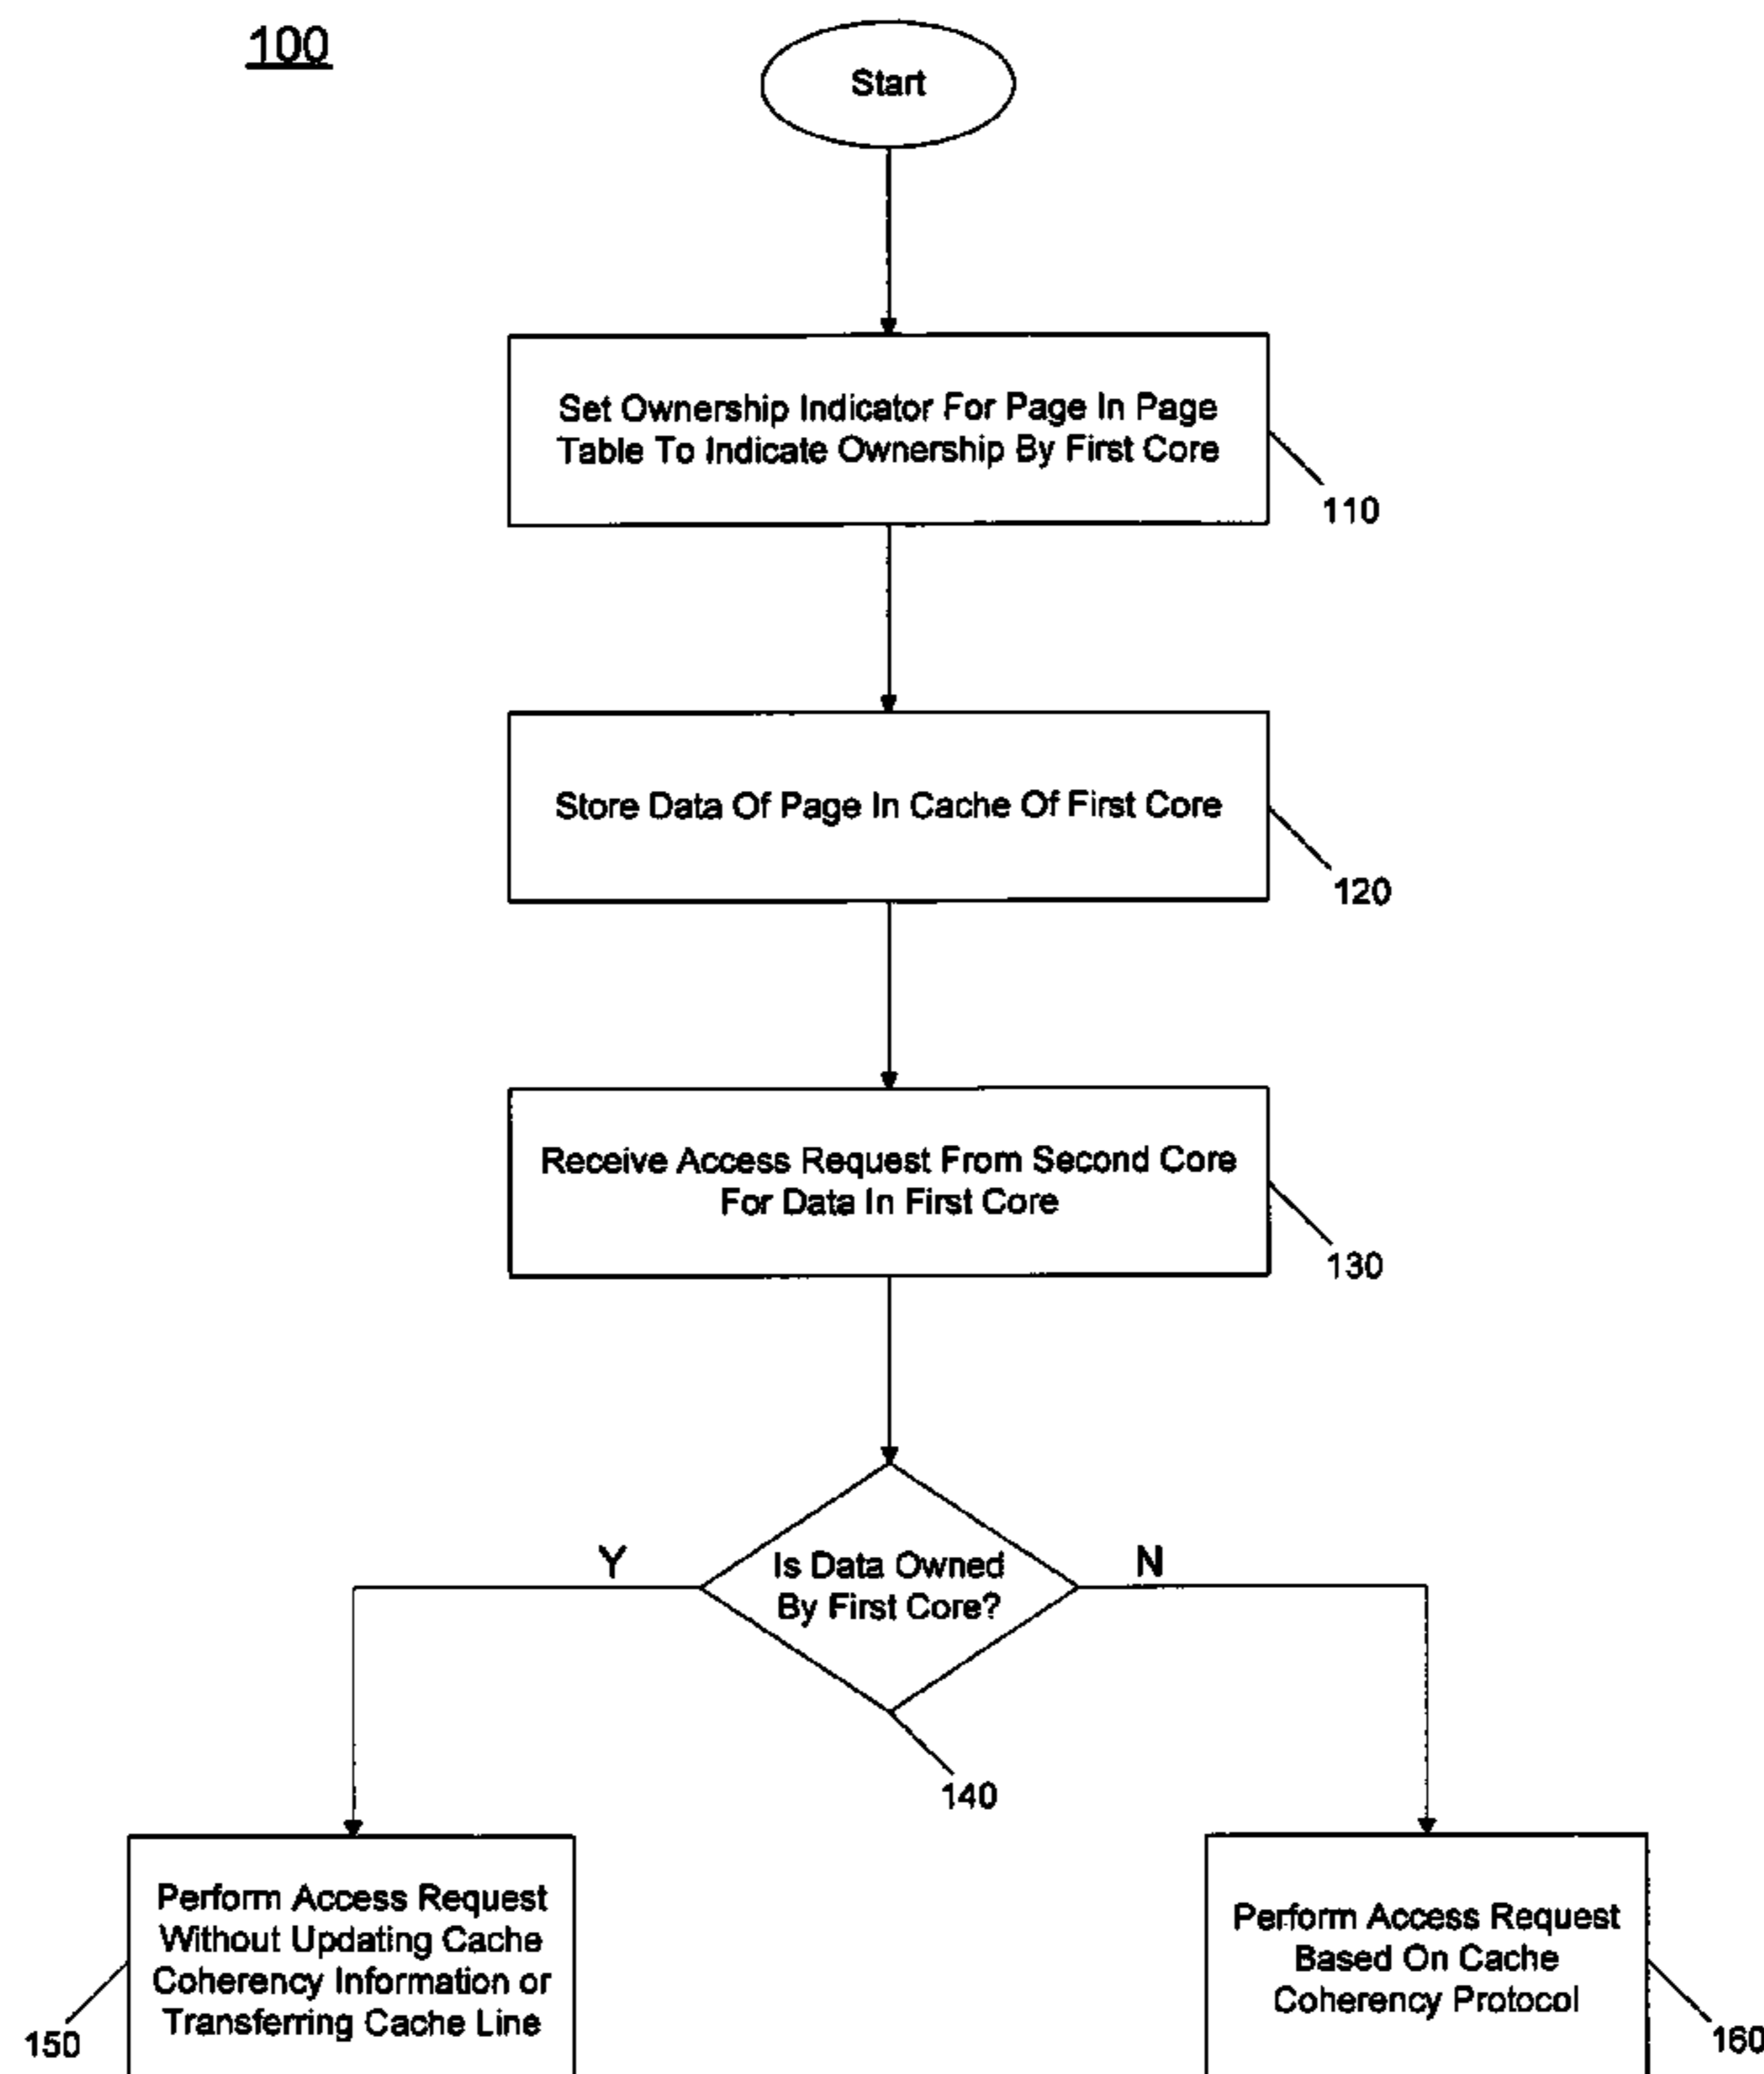 100
Start
Set Ownership Indicator For Page In Page
Table To Indicate Ownership By First Core
110
Store Data Of Page In Cache Of First Core
120
Receive Access Request From Second Core
For Data In First Core
130
Is Data Owned
By First Core?
Y
N
140
Perform Access Request
Without Updating Cache
Coherency Information or
Transferring Cache Line
150
Perform Access Request
Based On Cache
Coherency Protocol
160